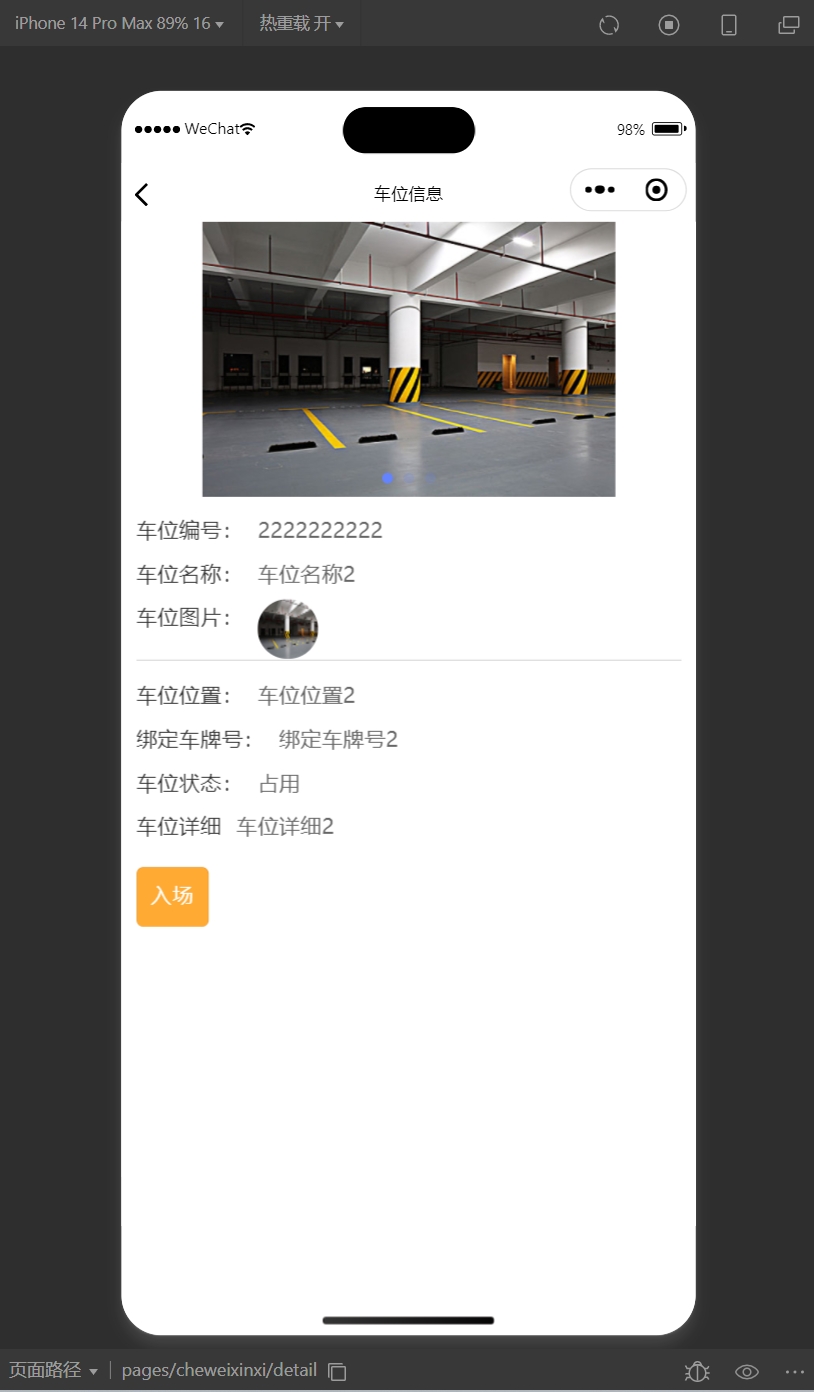 iPhone 14 Pro Max 89% 16 热重载 开
WeChat 98%
车位信息
车位编号： 2222222222
车位名称： 车位名称2
车位图片：
车位位置： 车位位置2
绑定车牌号： 绑定车牌号2
车位状态： 占用
车位详细 车位详细2
入场
页面路径 pages/cheweixinxi/detail